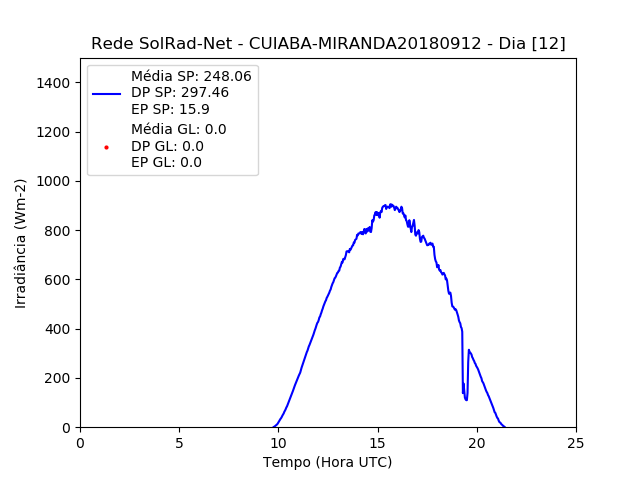 Rede SolRad-Net - CUIABA-MIRANDA20180912 - Dia [12]
Média SP: 248.06
DP SP: 297.46
EP SP: 15.9
Média GL: 0.0
DP GL: 0.0
EP GL: 0.0
1400
1200
1000
800
600
400
200
0
Irradiância (Wm-2)
0 5 10 15 20 25
Tempo (Hora UTC)